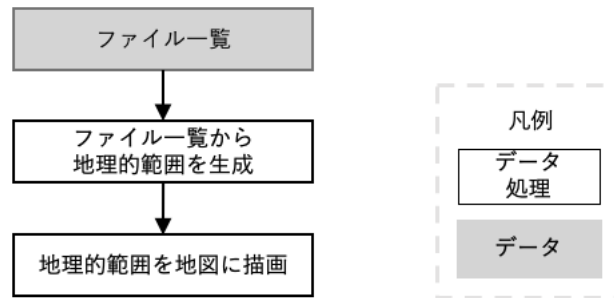 ファイル一覧
ファイル一覧から
地理的範囲を生成
地理的範囲を地図に描画
凡例
データ
処理
データ